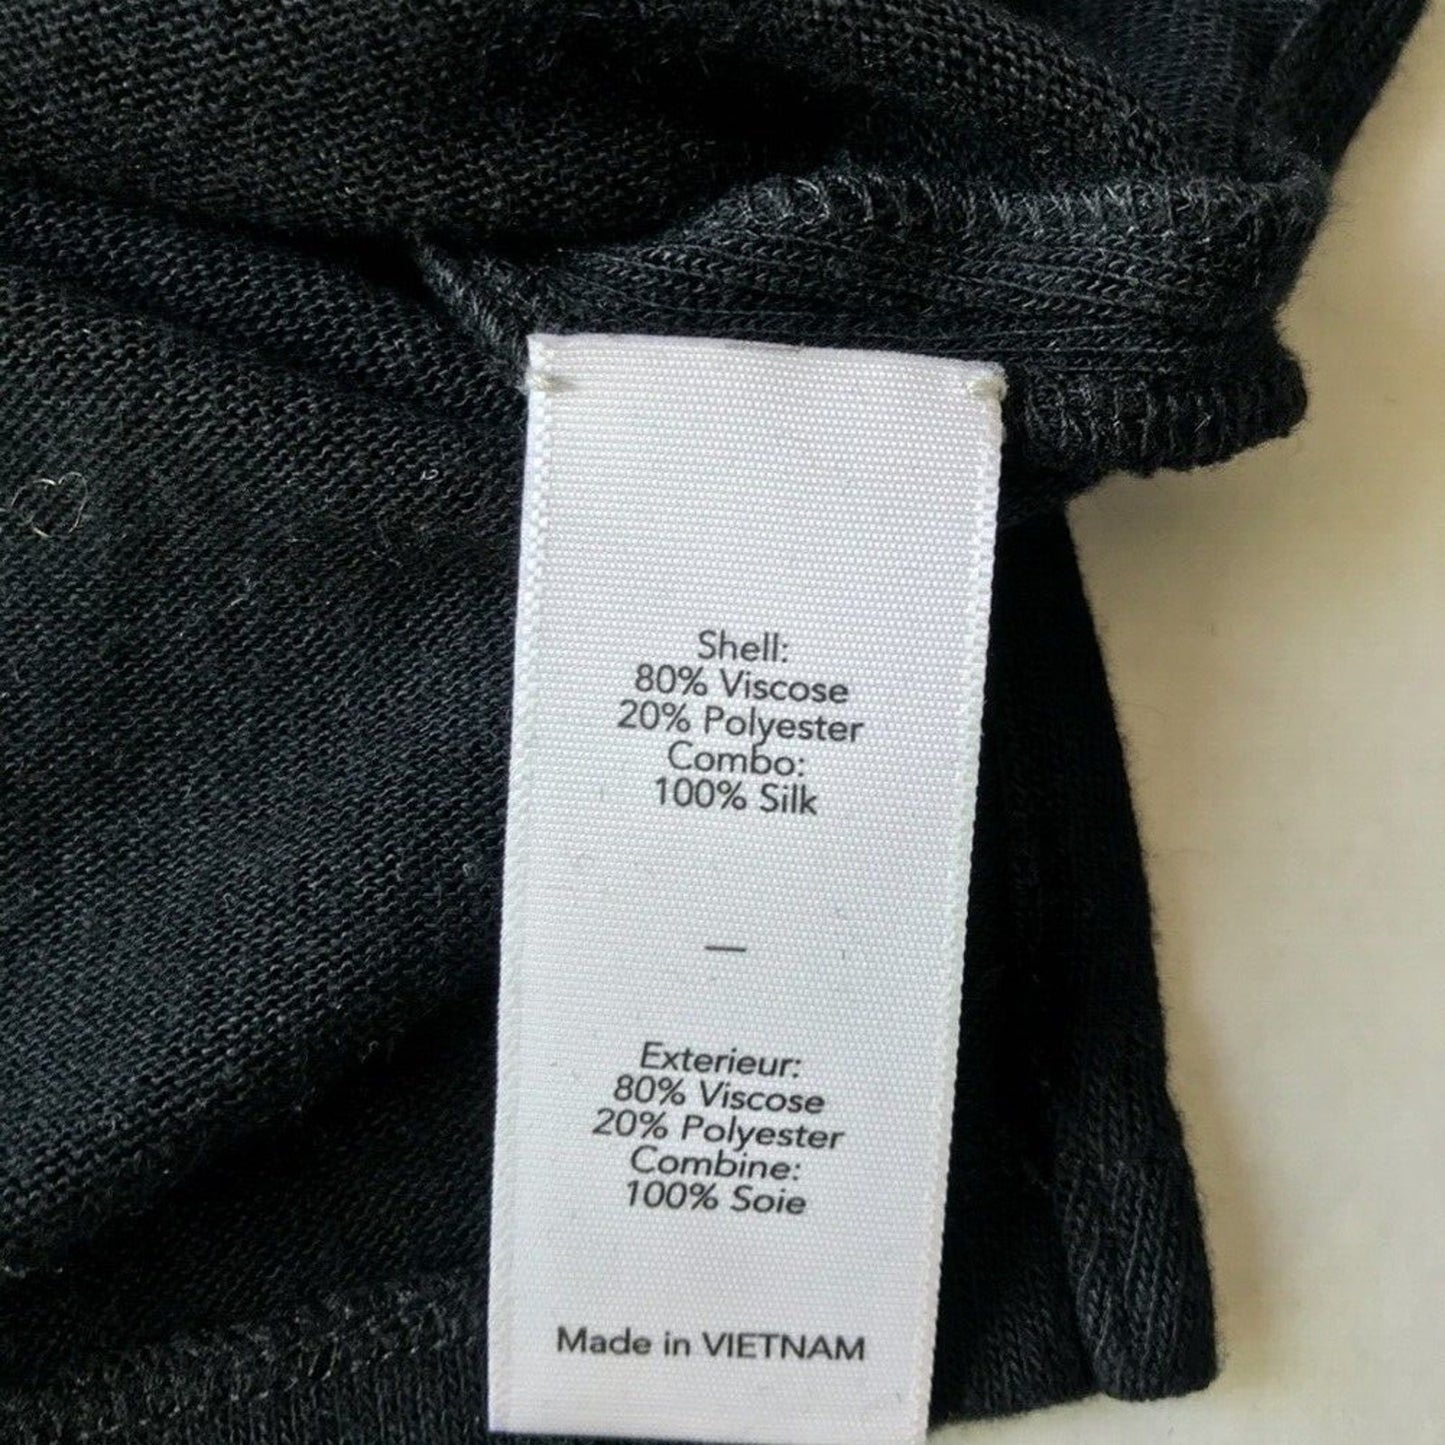 Shell:
80% Viscose
20% Polyester
Combo:
100% Silk
—
Exterieur:
80% Viscose
20% Polyester
Combine:
100% Soie
Made in VIETNAM